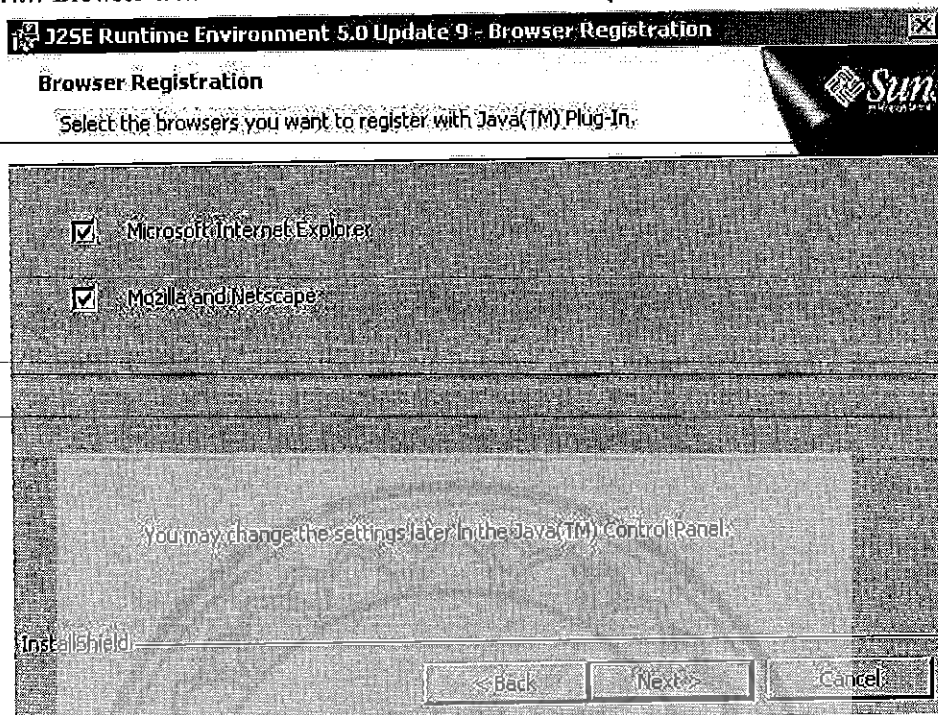 J2SE Runtime Environment 5.0 Update 9 - Browser Registration
Browser Registration
Select the browsers you want to register with Java(TM) Plug-In.
Sun
Microsoft Internet Explorer
Mozilla and Netscape
You may change the settings later in the Java(TM) Control Panel.
InstallShield
<< Back
Next >>
Cancel